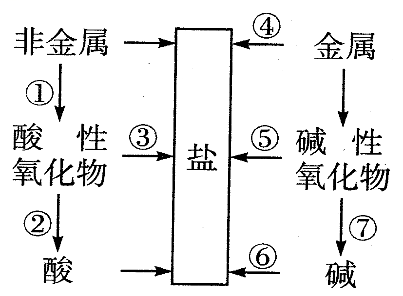 非金属 ④ 金属
①
酸 性 ③ 盐 ⑤ 碱 性
氧化物 氧化物
② ⑦
酸 ⑥ 碱